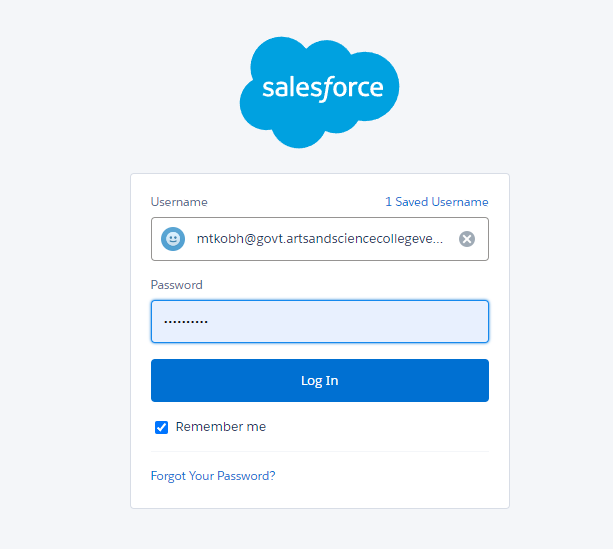 salesforce
Username 1 Saved Username
mtkobh@govt.artsandsciencecollegeve...
Password
..........
Log In
Remember me
Forgot Your Password?